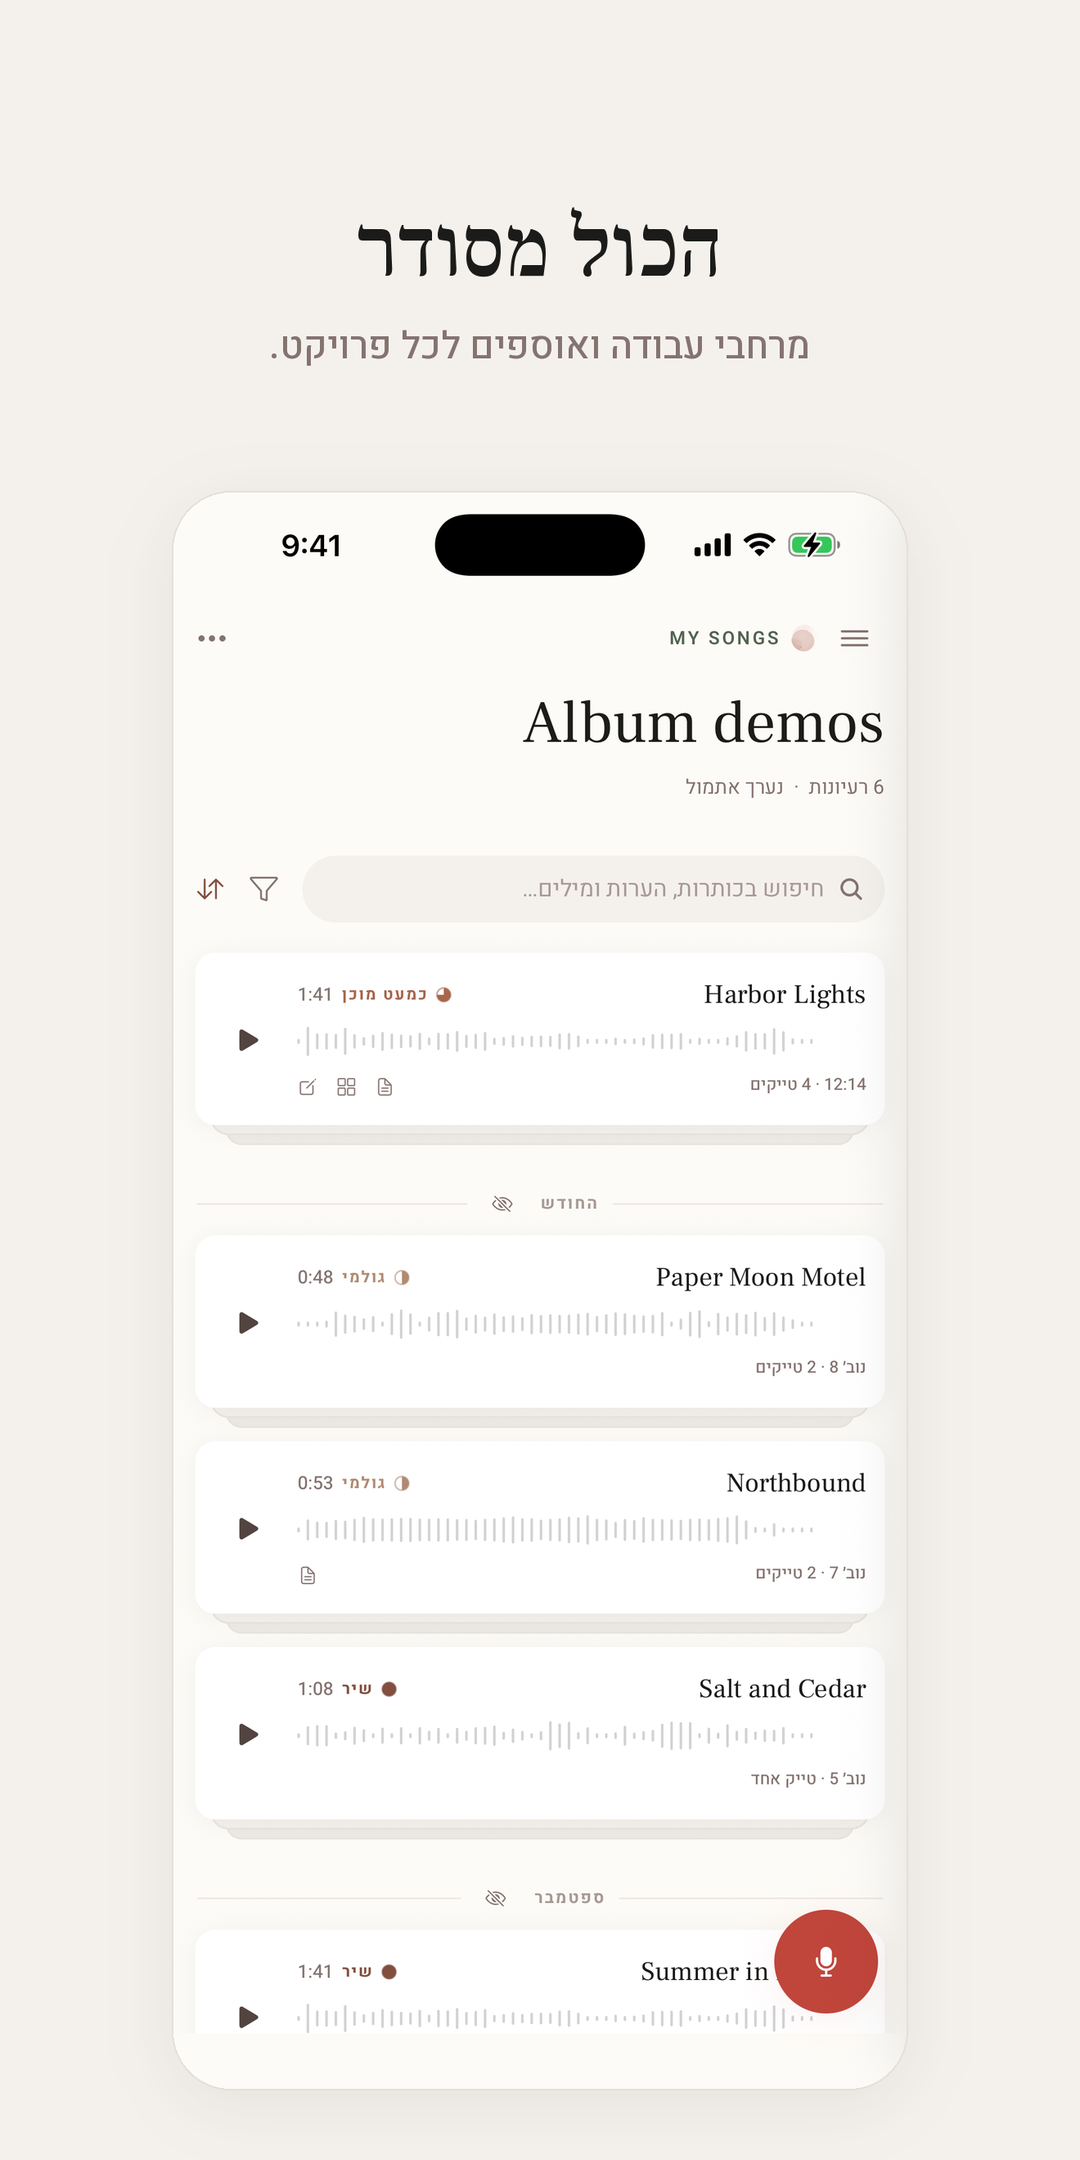 הכול מסודר
מרחבי עבודה ואוספים לכל פרויקט.
9:41
MY SONGS
Album demos
6 רעיונות · נערך אתמול
חיפוש בכותרות, הערות ומילים...
Harbor Lights
כמעט מוכן 1:41
12:14 · 4 טייקים
החודש
Paper Moon Motel
גולמי 0:48
נוב׳ 8 · 2 טייקים
Northbound
גולמי 0:53
נוב׳ 7 · 2 טייקים
Salt and Cedar
שיר 1:08
נוב׳ 5 · טייק אחד
ספטמבר
Summer in
שיר 1:41